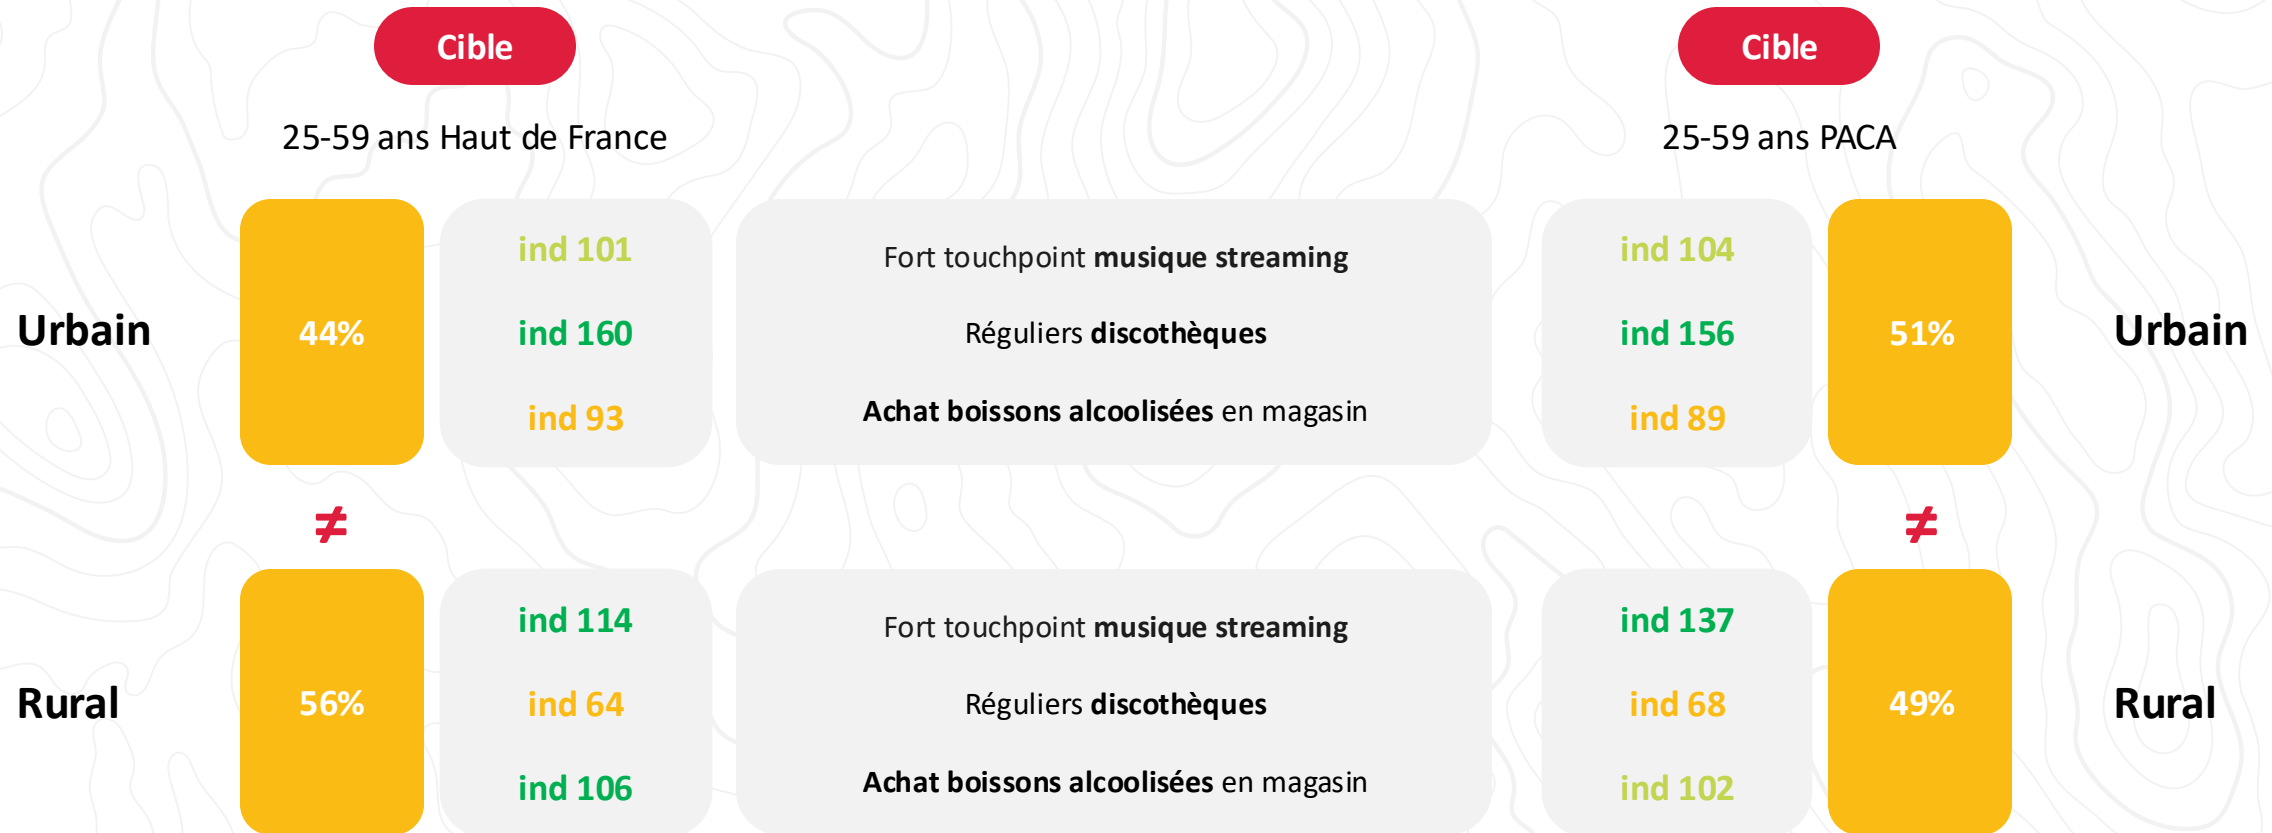 Cible
Cible
25-59 ans Haut de France
25-59 ans PACA
Urbain
44%
ind 101
ind 160
ind 93
Fort touchpoint musique streaming
Réguliers discothèques
Achat boissons alcoolisées en magasin
ind 104
ind 156
ind 89
51%
Urbain
≠
≠
Rural
56%
ind 114
ind 64
ind 106
Fort touchpoint musique streaming
Réguliers discothèques
Achat boissons alcoolisées en magasin
ind 137
ind 68
ind 102
49%
Rural